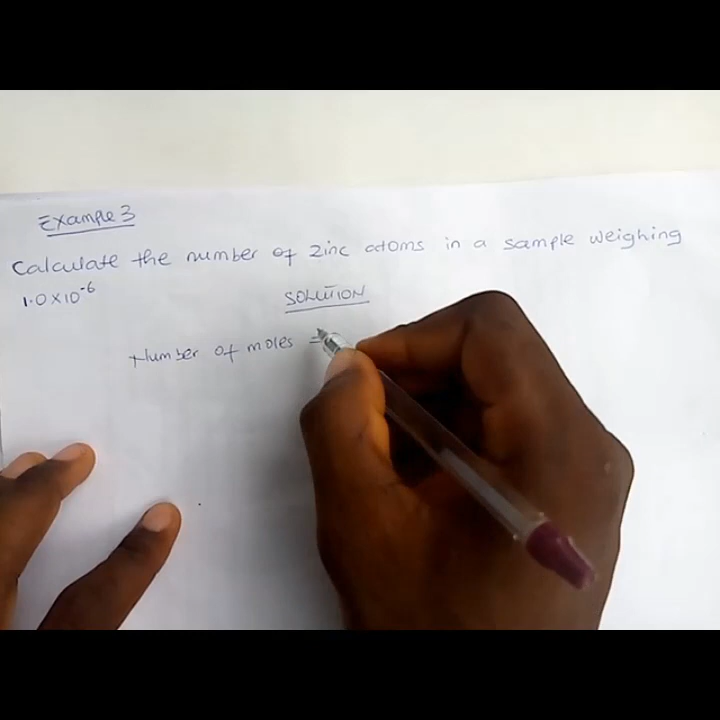 Example 3
Calculate the number of zinc atoms in a sample weighing
1.0 × 10⁻⁶
SOLUTION
Number of moles =